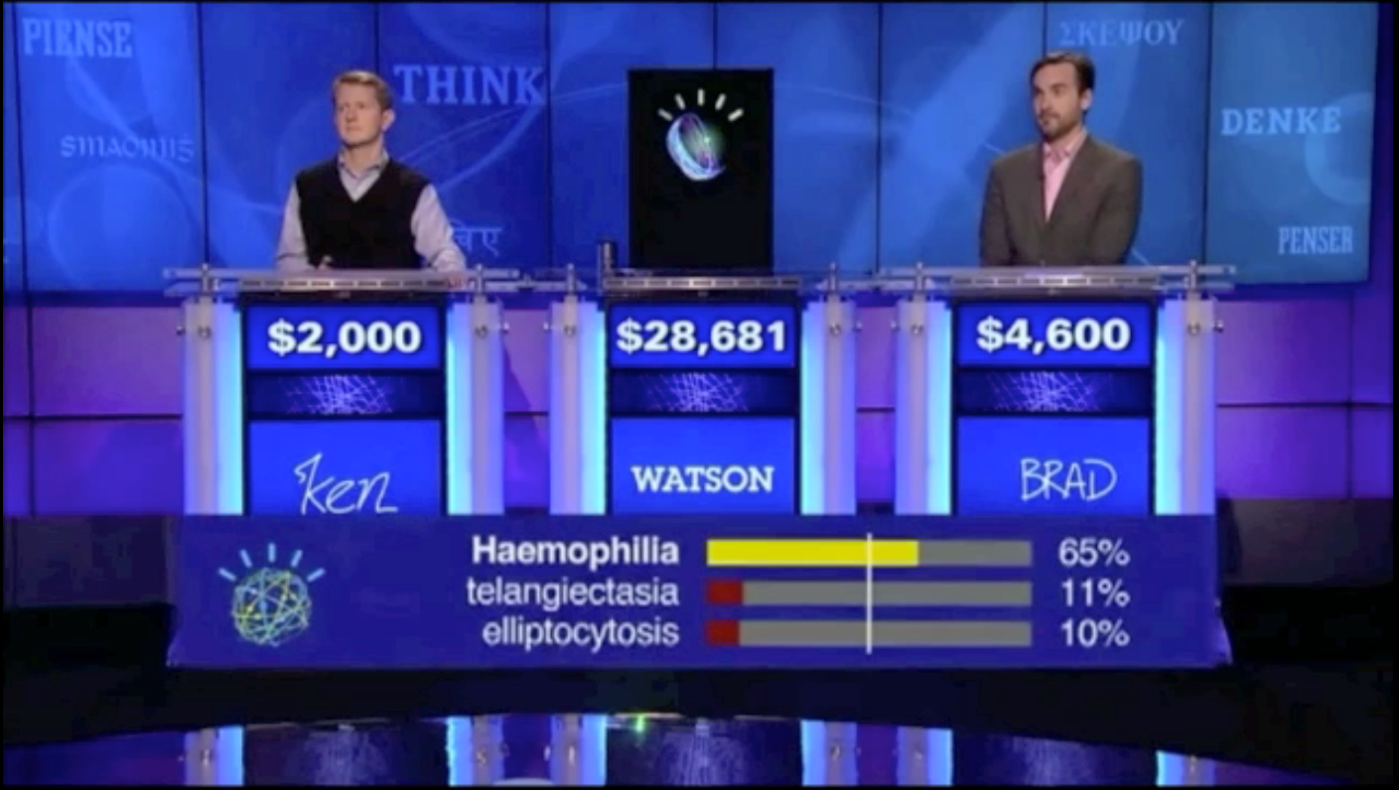 PIENSE
ΣΚΕΨΟΥ
THINK
DENKE
PENSER
$2,000
$28,681
$4,600
Ken
WATSON
BRAD
Haemophilia 65%
telangiectasia 11%
elliptocytosis 10%